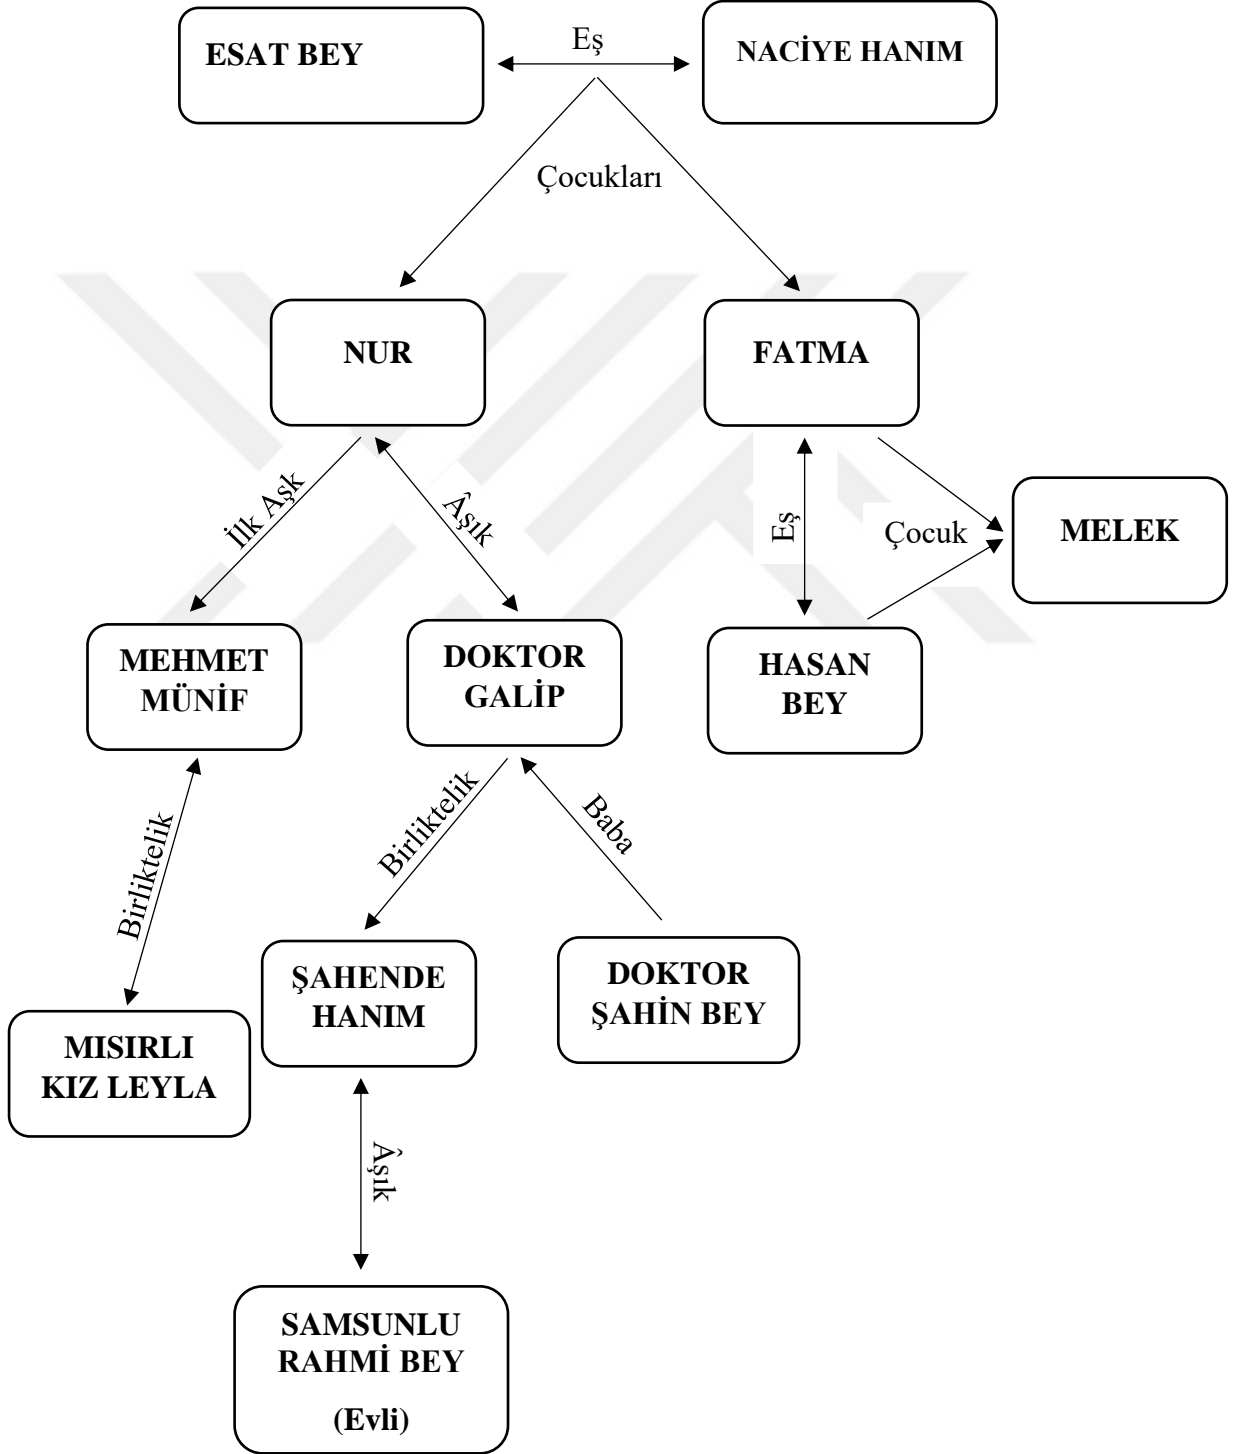 ESAT BEY
Eş
NACİYE HANIM
Çocukları
NUR
FATMA
İlk Aşk
Âşık
Eş
Çocuk
MELEK
MEHMET
MÜNİF
DOKTOR
GALİP
HASAN
BEY
Birliktelik
Birliktelik
Baba
ŞAHENDE
HANIM
DOKTOR
ŞAHİN BEY
MISIRLI
KIZ LEYLA
Âşık
SAMSUNLU
RAHMİ BEY
(Evli)